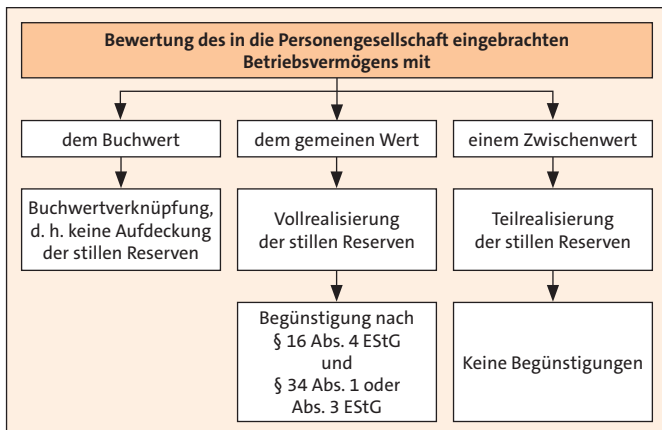 Bewertung des in die Personengesellschaft eingebrachten
Betriebsvermögens mit
dem Buchwert
dem gemeinen Wert
einem Zwischenwert
Buchwertverknüpfung,
d. h. keine Aufdeckung
der stillen Reserven
Vollrealisierung
der stillen Reserven
Teilrealisierung
der stillen Reserven
Begünstigung nach
§ 16 Abs. 4 EStG
und
§ 34 Abs. 1 oder
Abs. 3 EStG
Keine Begünstigungen